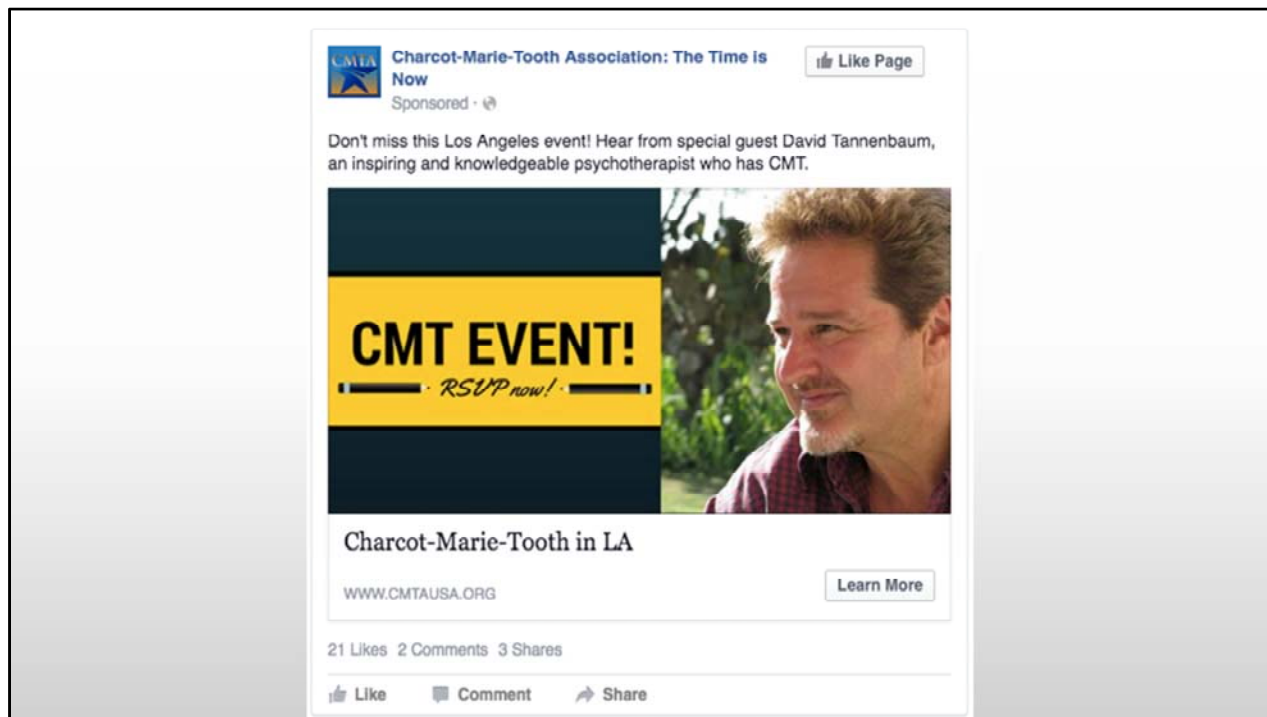 CMTA
Charcot-Marie-Tooth Association: The Time is
Now
Like Page
Sponsored ·
Don't miss this Los Angeles event! Hear from special guest David Tannenbaum,
an inspiring and knowledgeable psychotherapist who has CMT.
CMT EVENT!
RSVP now!
Charcot-Marie-Tooth in LA
WWW.CMTAUSA.ORG
Learn More
21 Likes 2 Comments 3 Shares
Like Comment Share